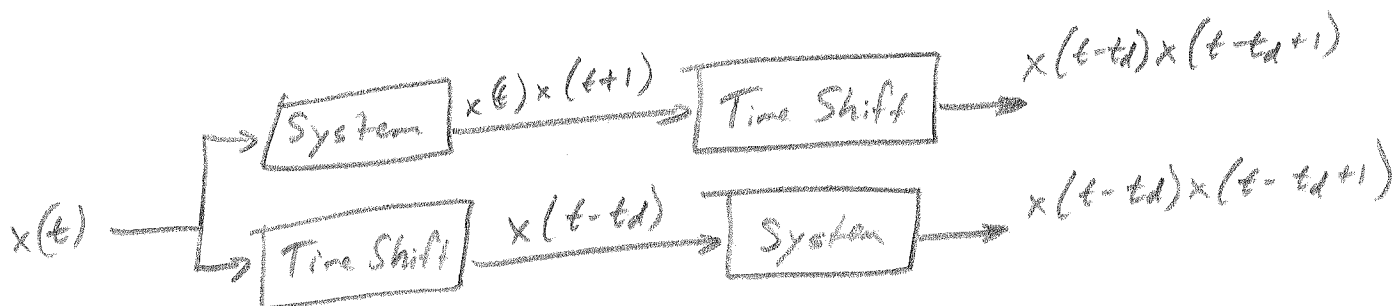 x(t)
System
x(t)x(t+1)
Time Shift
x(t-td)x(t-td+1)
Time Shift
x(t-td)
System
x(t-td)x(t-td+1)